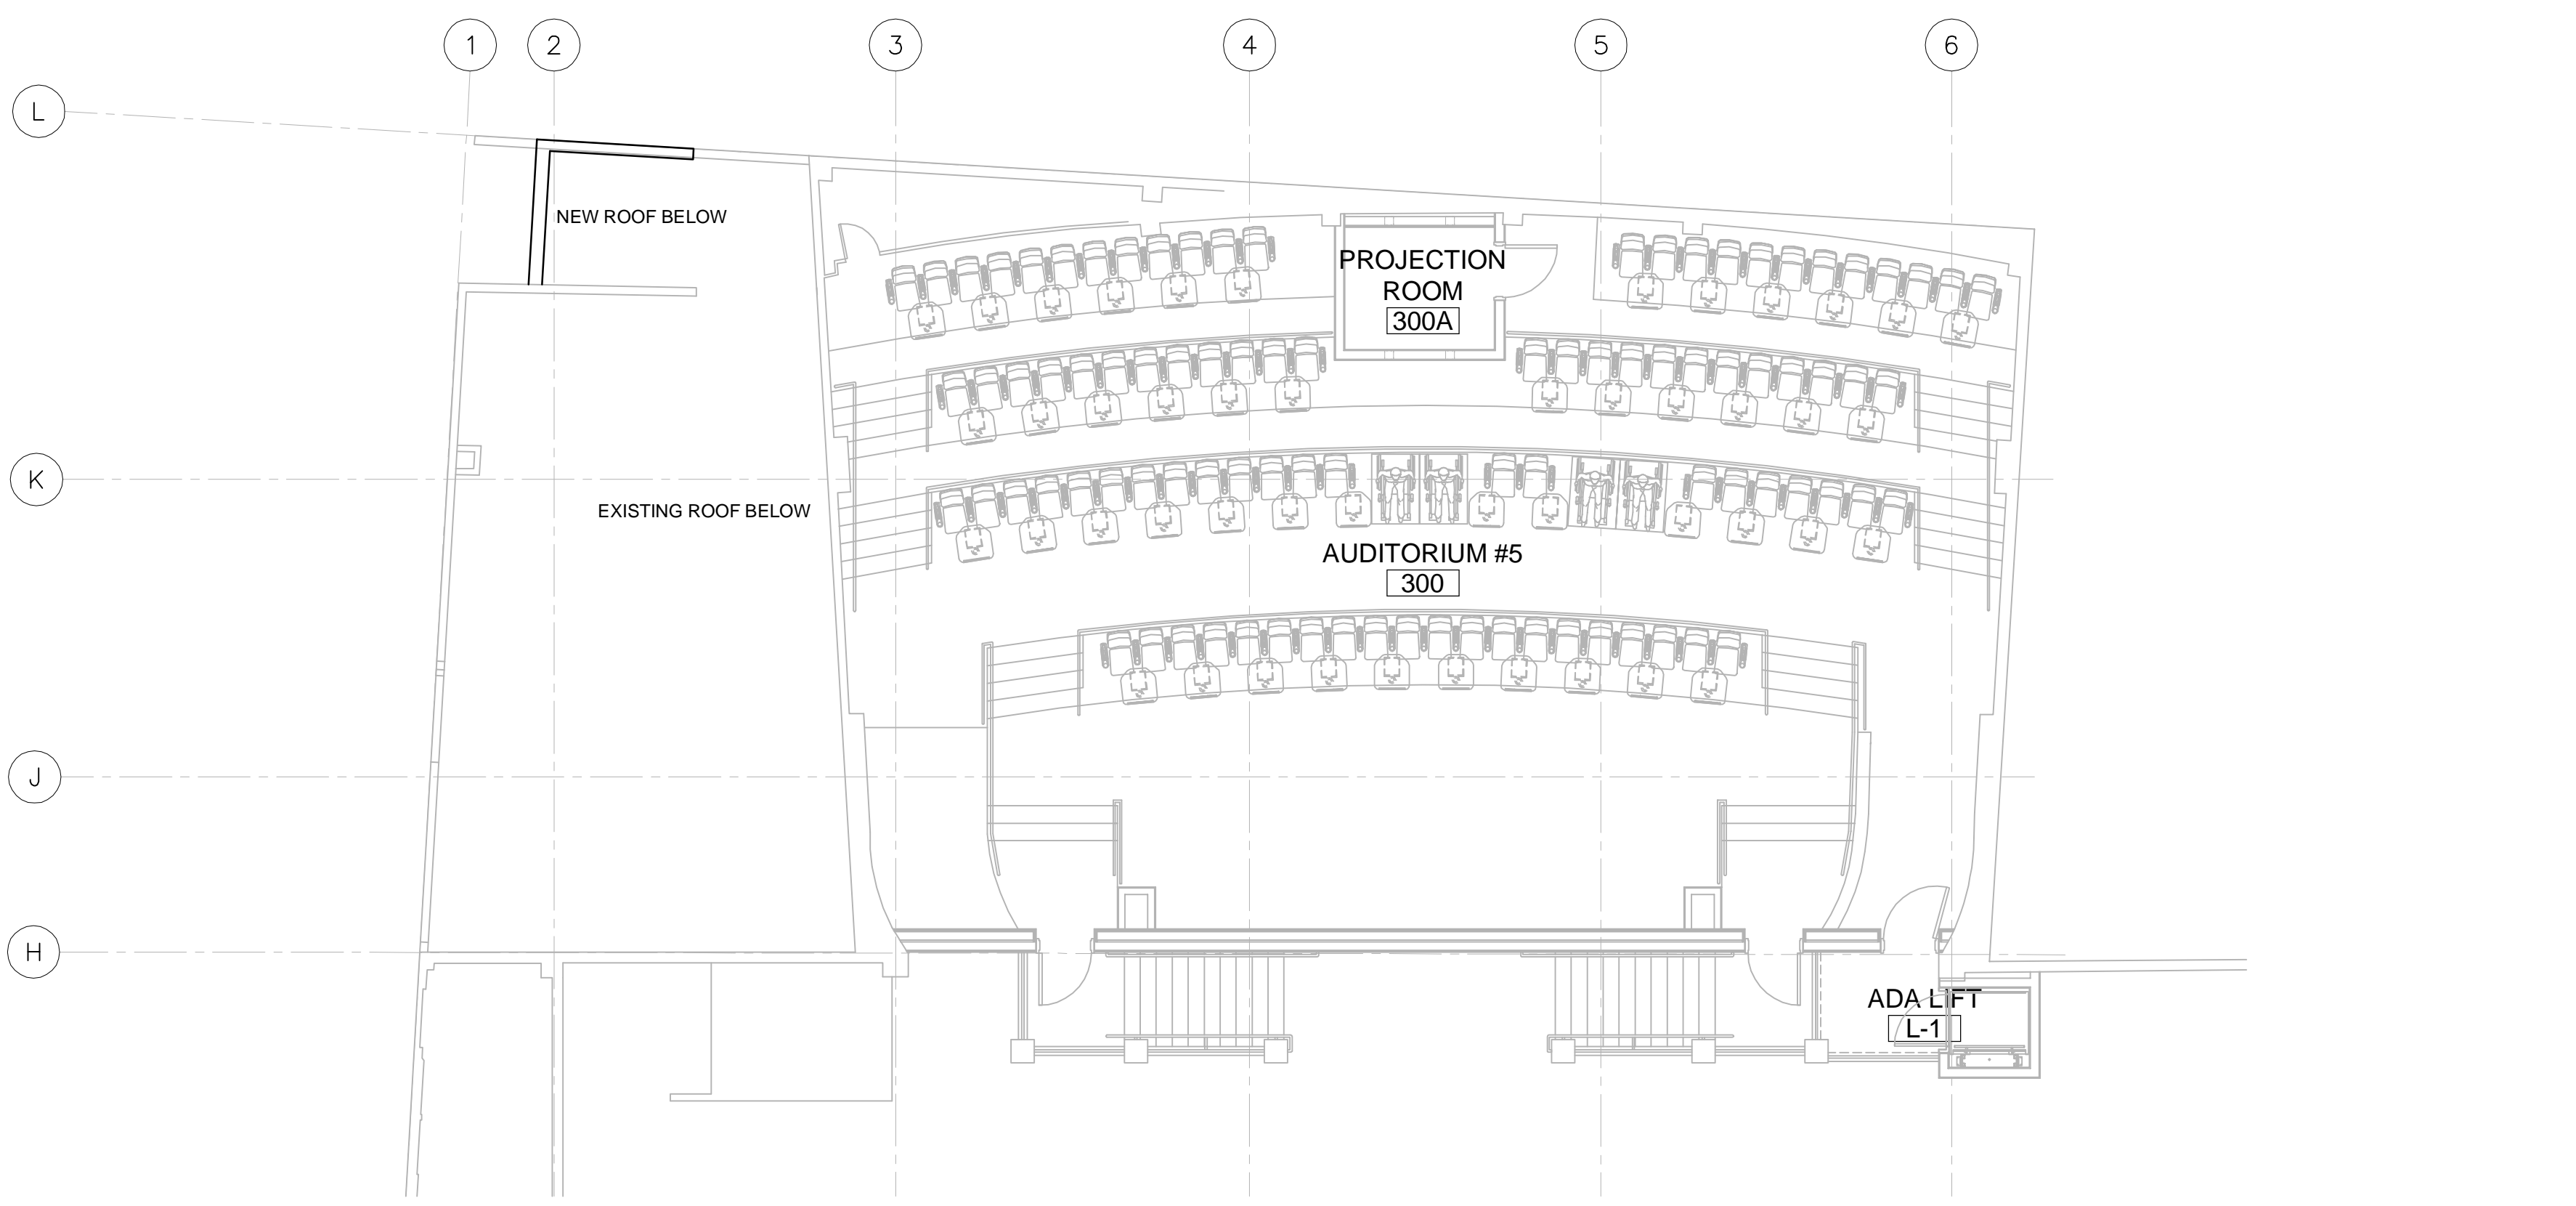 1
2
3
4
5
6
L
NEW ROOF BELOW
PROJECTION
ROOM
300A
K
EXISTING ROOF BELOW
AUDITORIUM #5
300
J
H
ADA LIFT
L-1